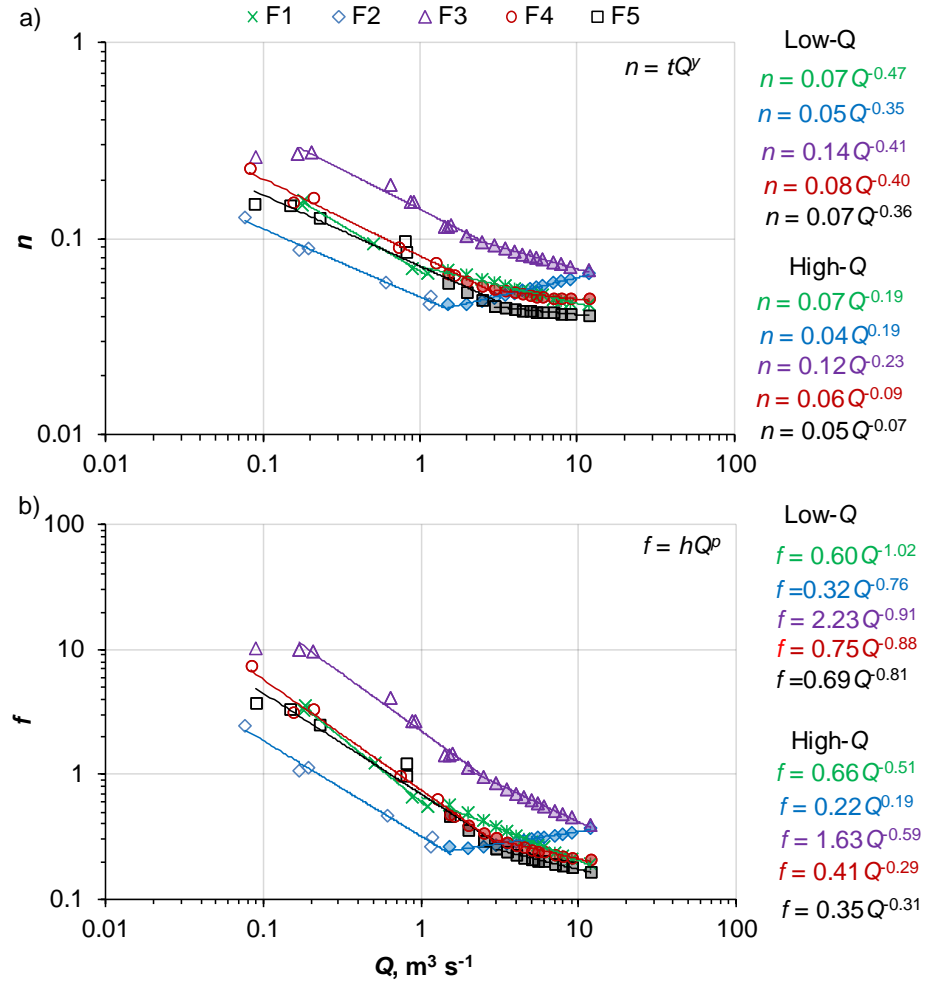 F1 F2 F3 F4 F5
a)
1
n = tQ^y
0.1
n
0.01
0.01 0.1 1 10 100
Low-Q
n = 0.07Q^-0.47
n = 0.05Q^-0.35
n = 0.14Q^-0.41
n = 0.08Q^-0.40
n = 0.07Q^-0.36
High-Q
n = 0.07Q^-0.19
n = 0.04Q^0.19
n = 0.12Q^-0.23
n = 0.06Q^-0.09
n = 0.05Q^-0.07
b)
100
f = hQ^p
10
f
1
0.1
0.01 0.1 1 10 100
Q, m³ s⁻¹
Low-Q
f = 0.60Q^-1.02
f =0.32Q^-0.76
f = 2.23Q^-0.91
f = 0.75Q^-0.88
f =0.69Q^-0.81
High-Q
f = 0.66Q^-0.51
f = 0.22Q^0.19
f = 1.63Q^-0.59
f = 0.41Q^-0.29
f = 0.35Q^-0.31